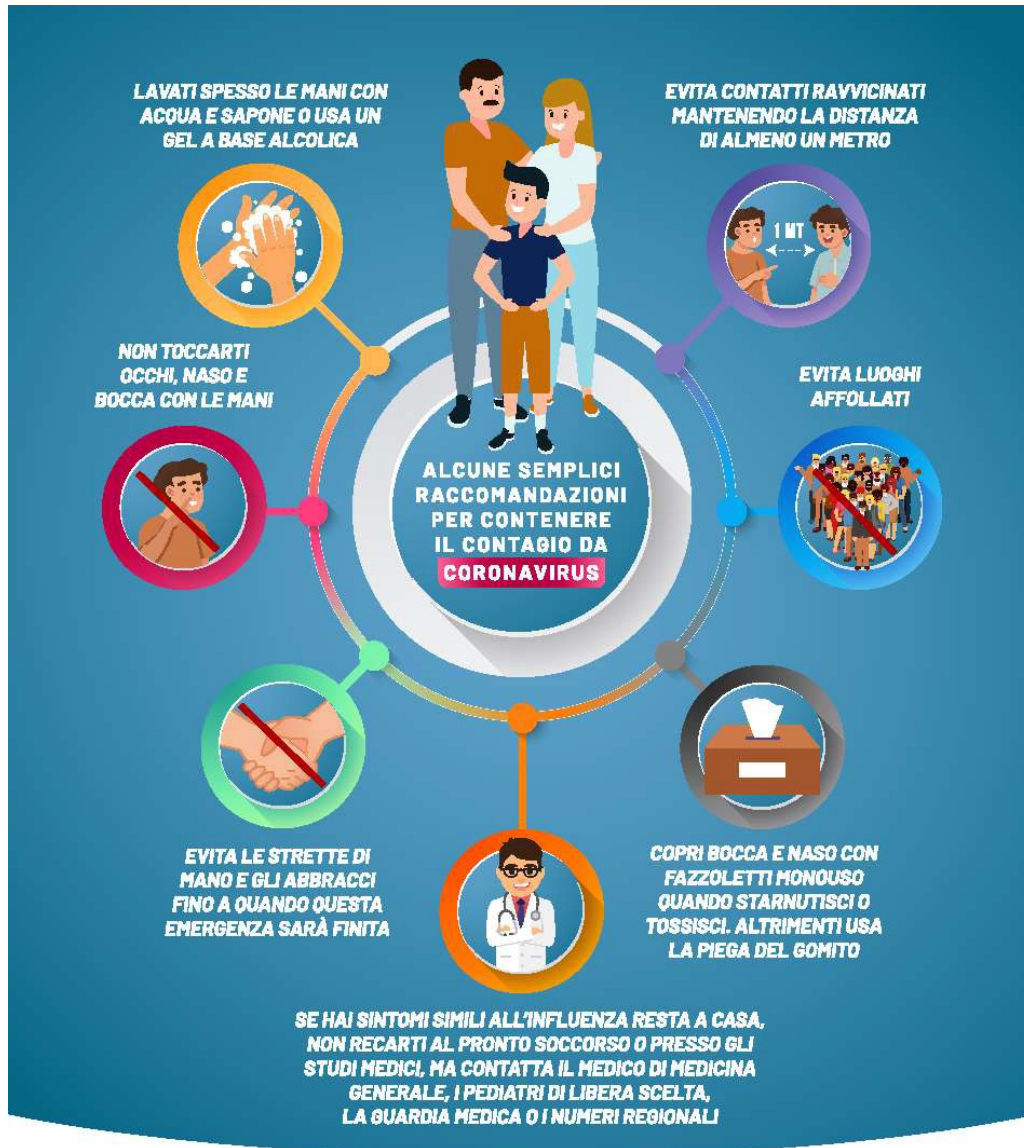 LAVATI SPESSO LE MANI CON
ACQUA E SAPONE O USA UN
GEL A BASE ALCOLICA
EVITA CONTATTI RAVVICINATI
MANTENENDO LA DISTANZA
DI ALMENO UN METRO
1 MT
NON TOCCARTI
OCCHI, NASO E
BOCCA CON LE MANI
EVITA LUOGHI
AFFOLLATI
ALCUNE SEMPLICI
RACCOMANDAZIONI
PER CONTENERE
IL CONTAGIO DA
CORONAVIRUS
EVITA LE STRETTE DI
MANO E GLI ABBRACCI
FINO A QUANDO QUESTA
EMERGENZA SARÀ FINITA
COPRI BOCCA E NASO CON
FAZZOLETTI MONOUSO
QUANDO STARNUTISCI O
TOSSISCI. ALTRIMENTI USA
LA PIEGA DEL GOMITO
SE HAI SINTOMI SIMILI ALL'INFLUENZA RESTA A CASA,
NON RECARTI AL PRONTO SOCCORSO O PRESSO GLI
STUDI MEDICI, MA CONTATTA IL MEDICO DI MEDICINA
GENERALE, I PEDIATRI DI LIBERA SCELTA,
LA GUARDIA MEDICA O I NUMERI REGIONALI